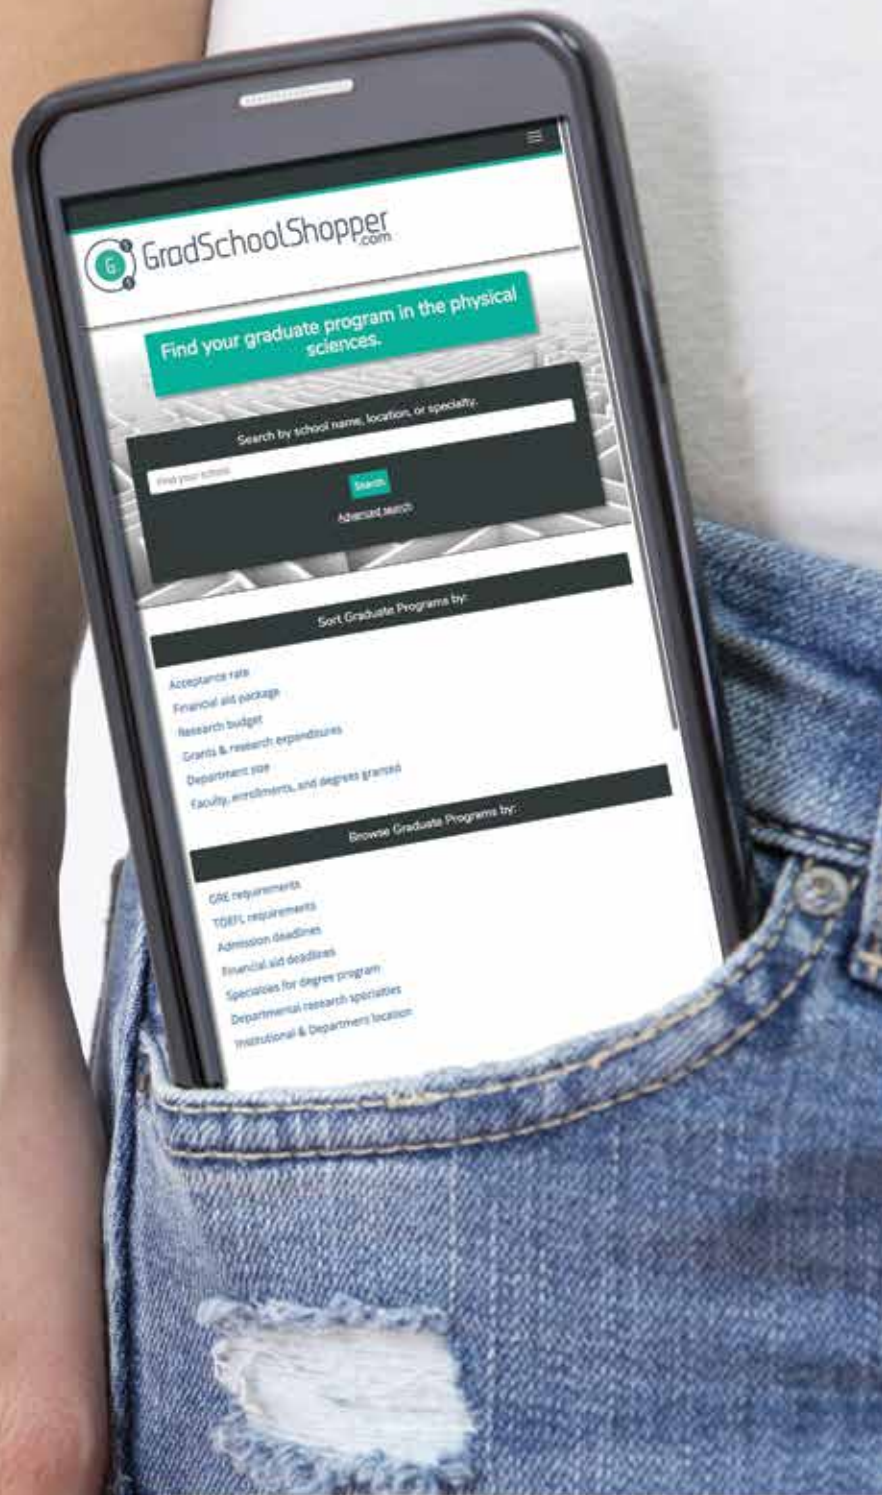 G
GradSchoolShopper
.com
Find your graduate program in the physical
sciences.
Search by school name, location, or specialty.
Find your school
Search
Advanced search
Sort Graduate Programs by:
Acceptance rate
Financial aid package
Research budget
Grants & research expenditures
Department size
Faculty, enrollments, and degrees granted
Browse Graduate Programs by:
GRE requirements
TOEFL requirements
Admission deadlines
Financial aid deadlines
Specialties for degree program
Departmental research specialties
Institutional & Department location